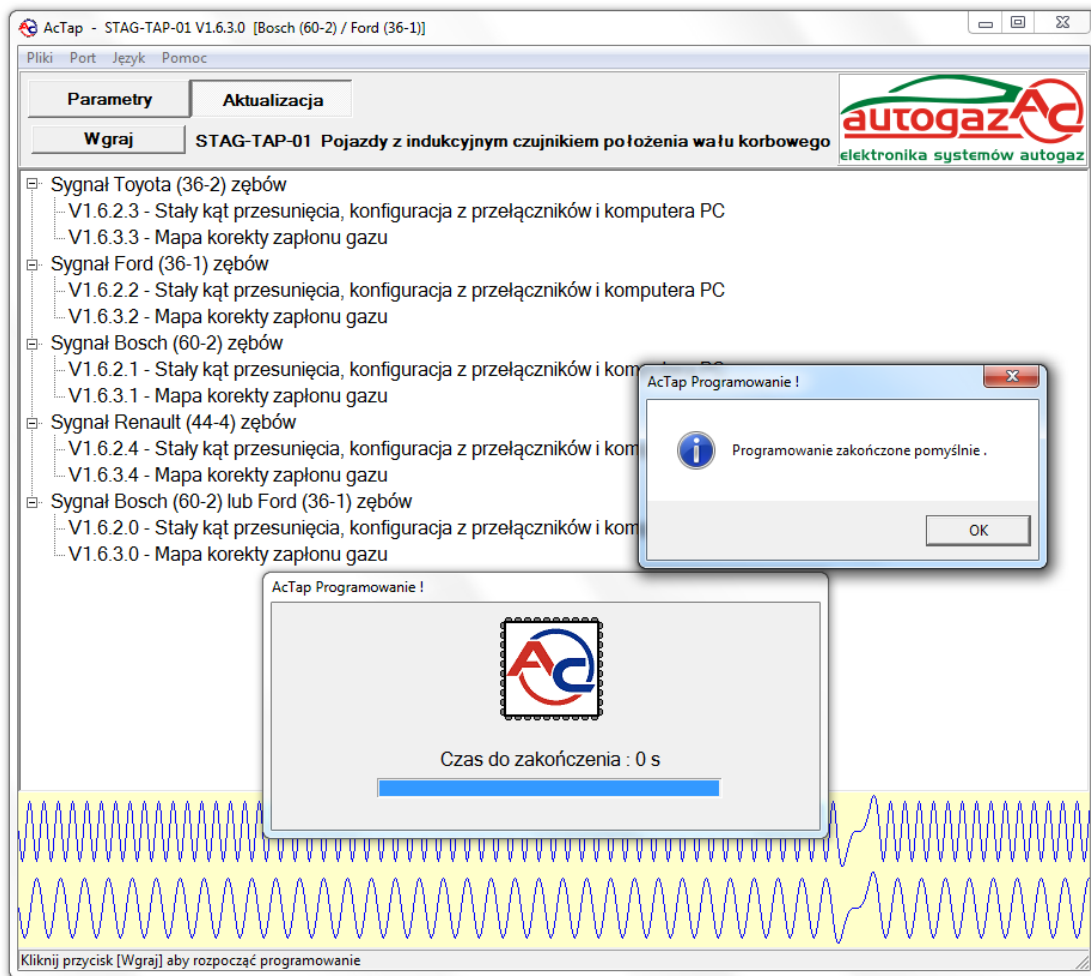 AcTap - STAG-TAP-01 V1.6.3.0 [Bosch (60-2) / Ford (36-1)]
Pliki Port Język Pomoc
Parametry Aktualizacja
Wgraj STAG-TAP-01 Pojazdy z indukcyjnym czujnikiem położenia wału korbowego
autogaz AC
elektronika systemów autogaz
Sygnał Toyota (36-2) zębów
V1.6.2.3 - Stały kąt przesunięcia, konfiguracja z przełączników i komputera PC
V1.6.3.3 - Mapa korekty zapłonu gazu
Sygnał Ford (36-1) zębów
V1.6.2.2 - Stały kąt przesunięcia, konfiguracja z przełączników i komputera PC
V1.6.3.2 - Mapa korekty zapłonu gazu
Sygnał Bosch (60-2) zębów
V1.6.2.1 - Stały kąt przesunięcia, konfiguracja z przełączników i
V1.6.3.1 - Mapa korekty zapłonu gazu
Sygnał Renault (44-4) zębów
V1.6.2.4 - Stały kąt przesunięcia, konfiguracja z przełączników i kom
V1.6.3.4 - Mapa korekty zapłonu gazu
Sygnał Bosch (60-2) lub Ford (36-1) zębów
V1.6.2.0 - Stały kąt przesunięcia, konfiguracja z przełączników i kom
V1.6.3.0 - Mapa korekty zapłonu gazu
AcTap Programowanie !
Programowanie zakończone pomyślnie .
OK
AcTap Programowanie !
AC
Czas do zakończenia : 0 s
Kliknij przycisk [Wgraj] aby rozpocząć programowanie